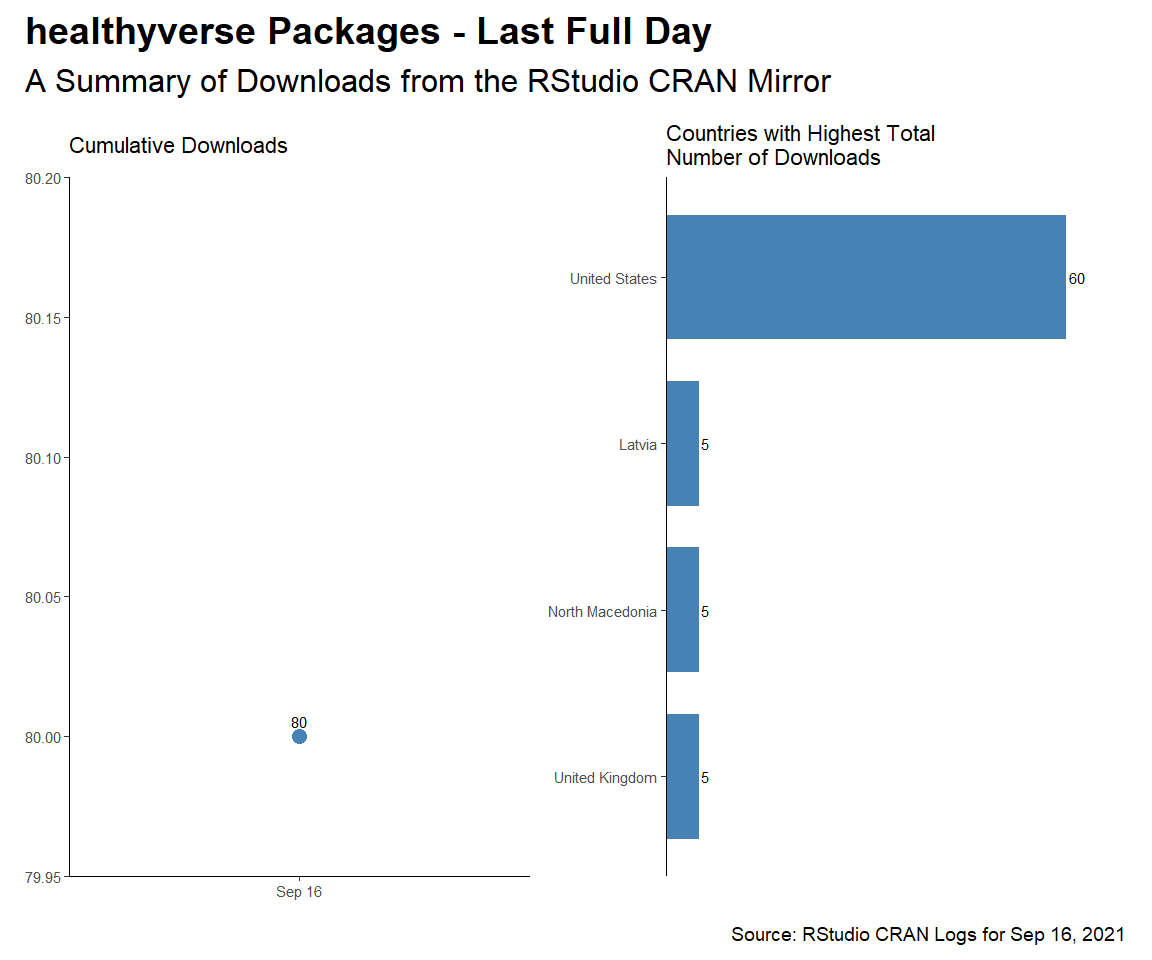 healthyverse Packages - Last Full Day
A Summary of Downloads from the RStudio CRAN Mirror
Cumulative Downloads
80.20
80.15
80.10
80.05
80.00
79.95
80
Sep 16
Countries with Highest Total
Number of Downloads
United States
60
Latvia
5
North Macedonia
5
United Kingdom
5
Source: RStudio CRAN Logs for Sep 16, 2021